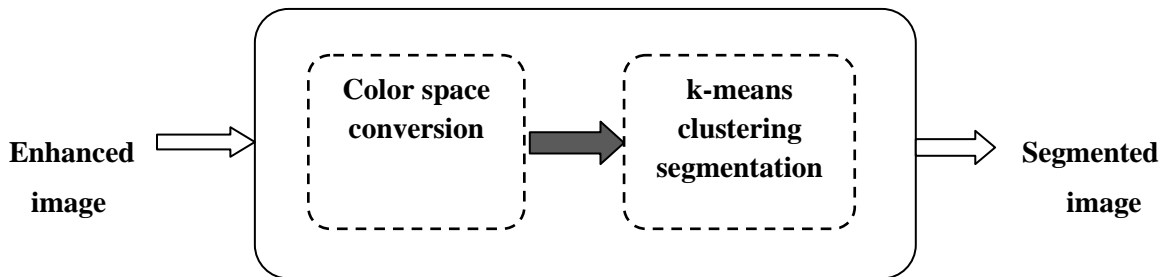 Enhanced
image
Color space
conversion
k-means
clustering
segmentation
Segmented
image